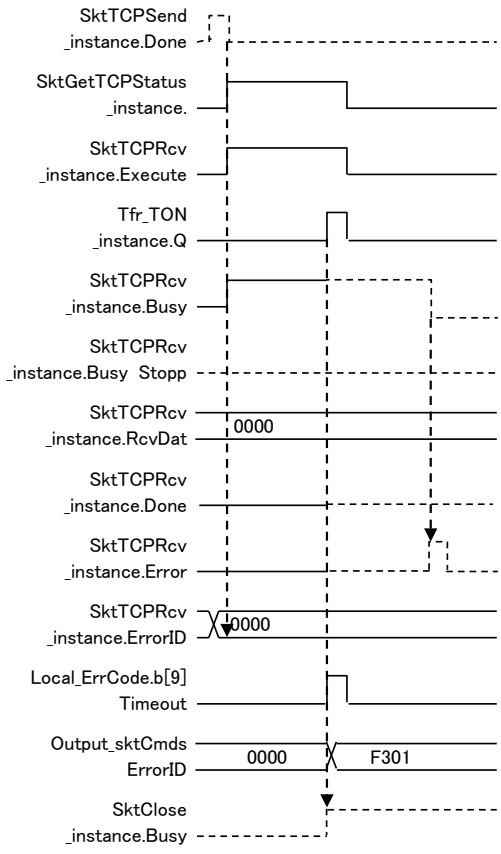 SktTCPSend
_instance.Done
SktGetTCPStatus
_instance.
SktTCPRcv
_instance.Execute
Tfr_TON
_instance.Q
SktTCPRcv
_instance.Busy
SktTCPRcv
_instance.Busy Stopp
SktTCPRcv
_instance.RcvDat
0000
SktTCPRcv
_instance.Done
SktTCPRcv
_instance.Error
SktTCPRcv
_instance.ErrorID
0000
Local_ErrCode.b[9]
Timeout
Output_sktCmds
ErrorID
0000
F301
SktClose
_instance.Busy